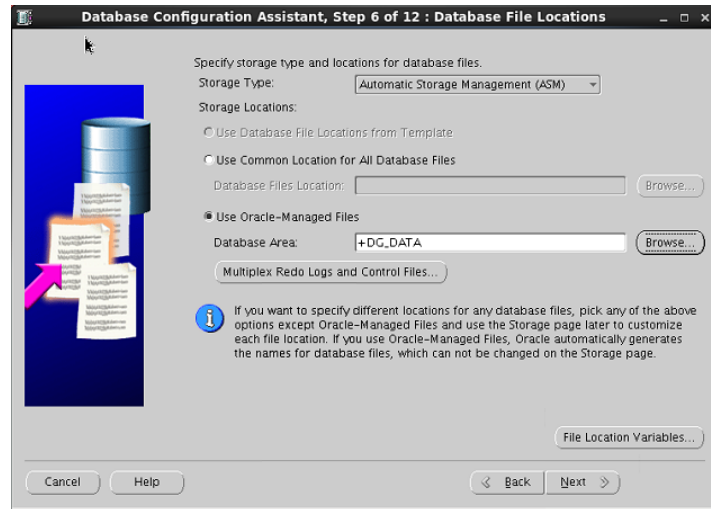 Database Configuration Assistant, Step 6 of 12 : Database File Locations
Specify storage type and locations for database files.
Storage Type: Automatic Storage Management (ASM)
Storage Locations:
Use Database File Locations from Template
Use Common Location for All Database Files
Database Files Location: Browse...
Use Oracle-Managed Files
Database Area: +DG_DATA Browse...
Multiplex Redo Logs and Control Files...
If you want to specify different locations for any database files, pick any of the above
options except Oracle-Managed Files and use the Storage page later to customize
each file location. If you use Oracle-Managed Files, Oracle automatically generates
the names for database files, which can not be changed on the Storage page.
File Location Variables...
Cancel Help Back Next